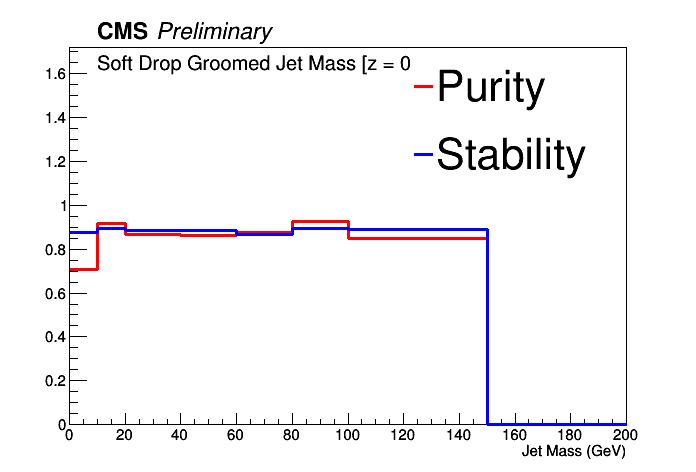 CMS Preliminary
Soft Drop Groomed Jet Mass [z = 0
Purity
Stability
1.6
1.4
1.2
1
0.8
0.6
0.4
0.2
0
0 20 40 60 80 100 120 140 160 180 200
Jet Mass (GeV)